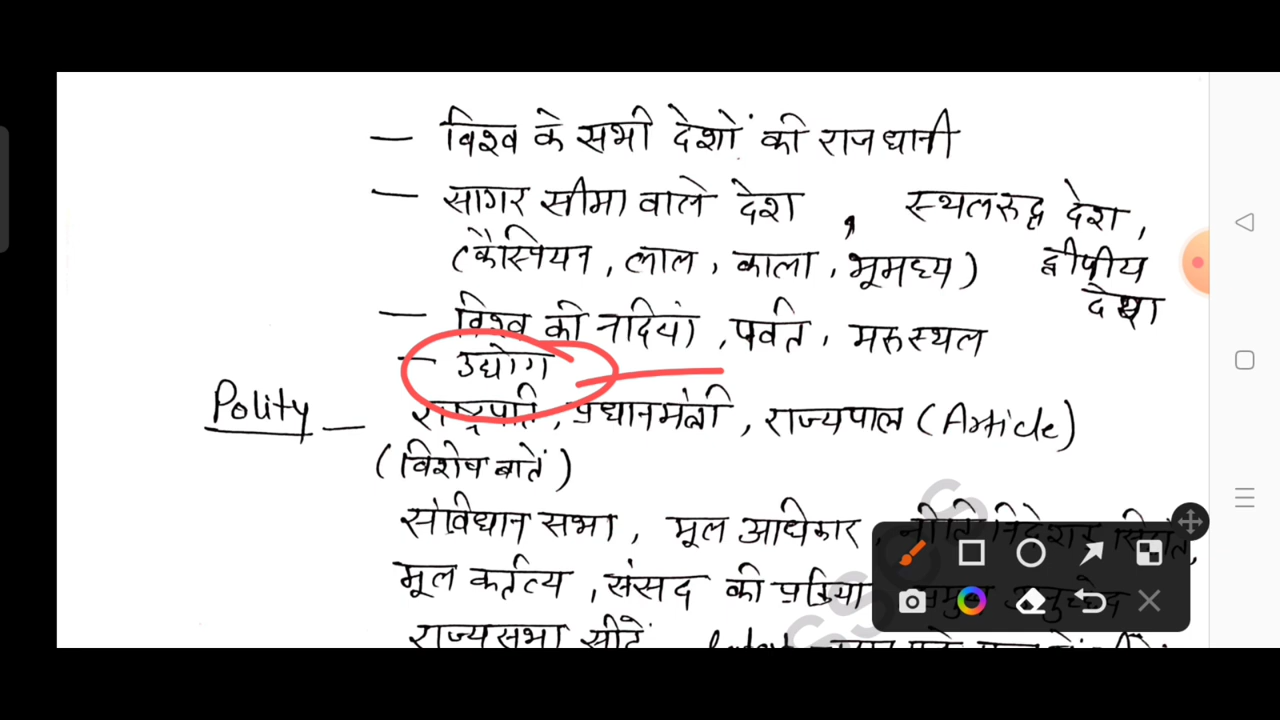 — विश्व के सभी देशों की राजधानी
— सागर सीमा वाले देश , स्थलरुद्ध देश ,
(कैस्पियन , लाल , काला , भूमध्य) द्वीपीय
देश
— विश्व की नदियां , पर्वत , मरुस्थल
— उद्योग
Polity — राष्ट्रपति , प्रधानमंत्री , राज्यपाल (Article)
(विशेष बातें)
संविधान सभा , मूल अधिकार , नीति
मूल कर्तव्य , संसद की प्रक्रिया
राज्यसभा सीटें